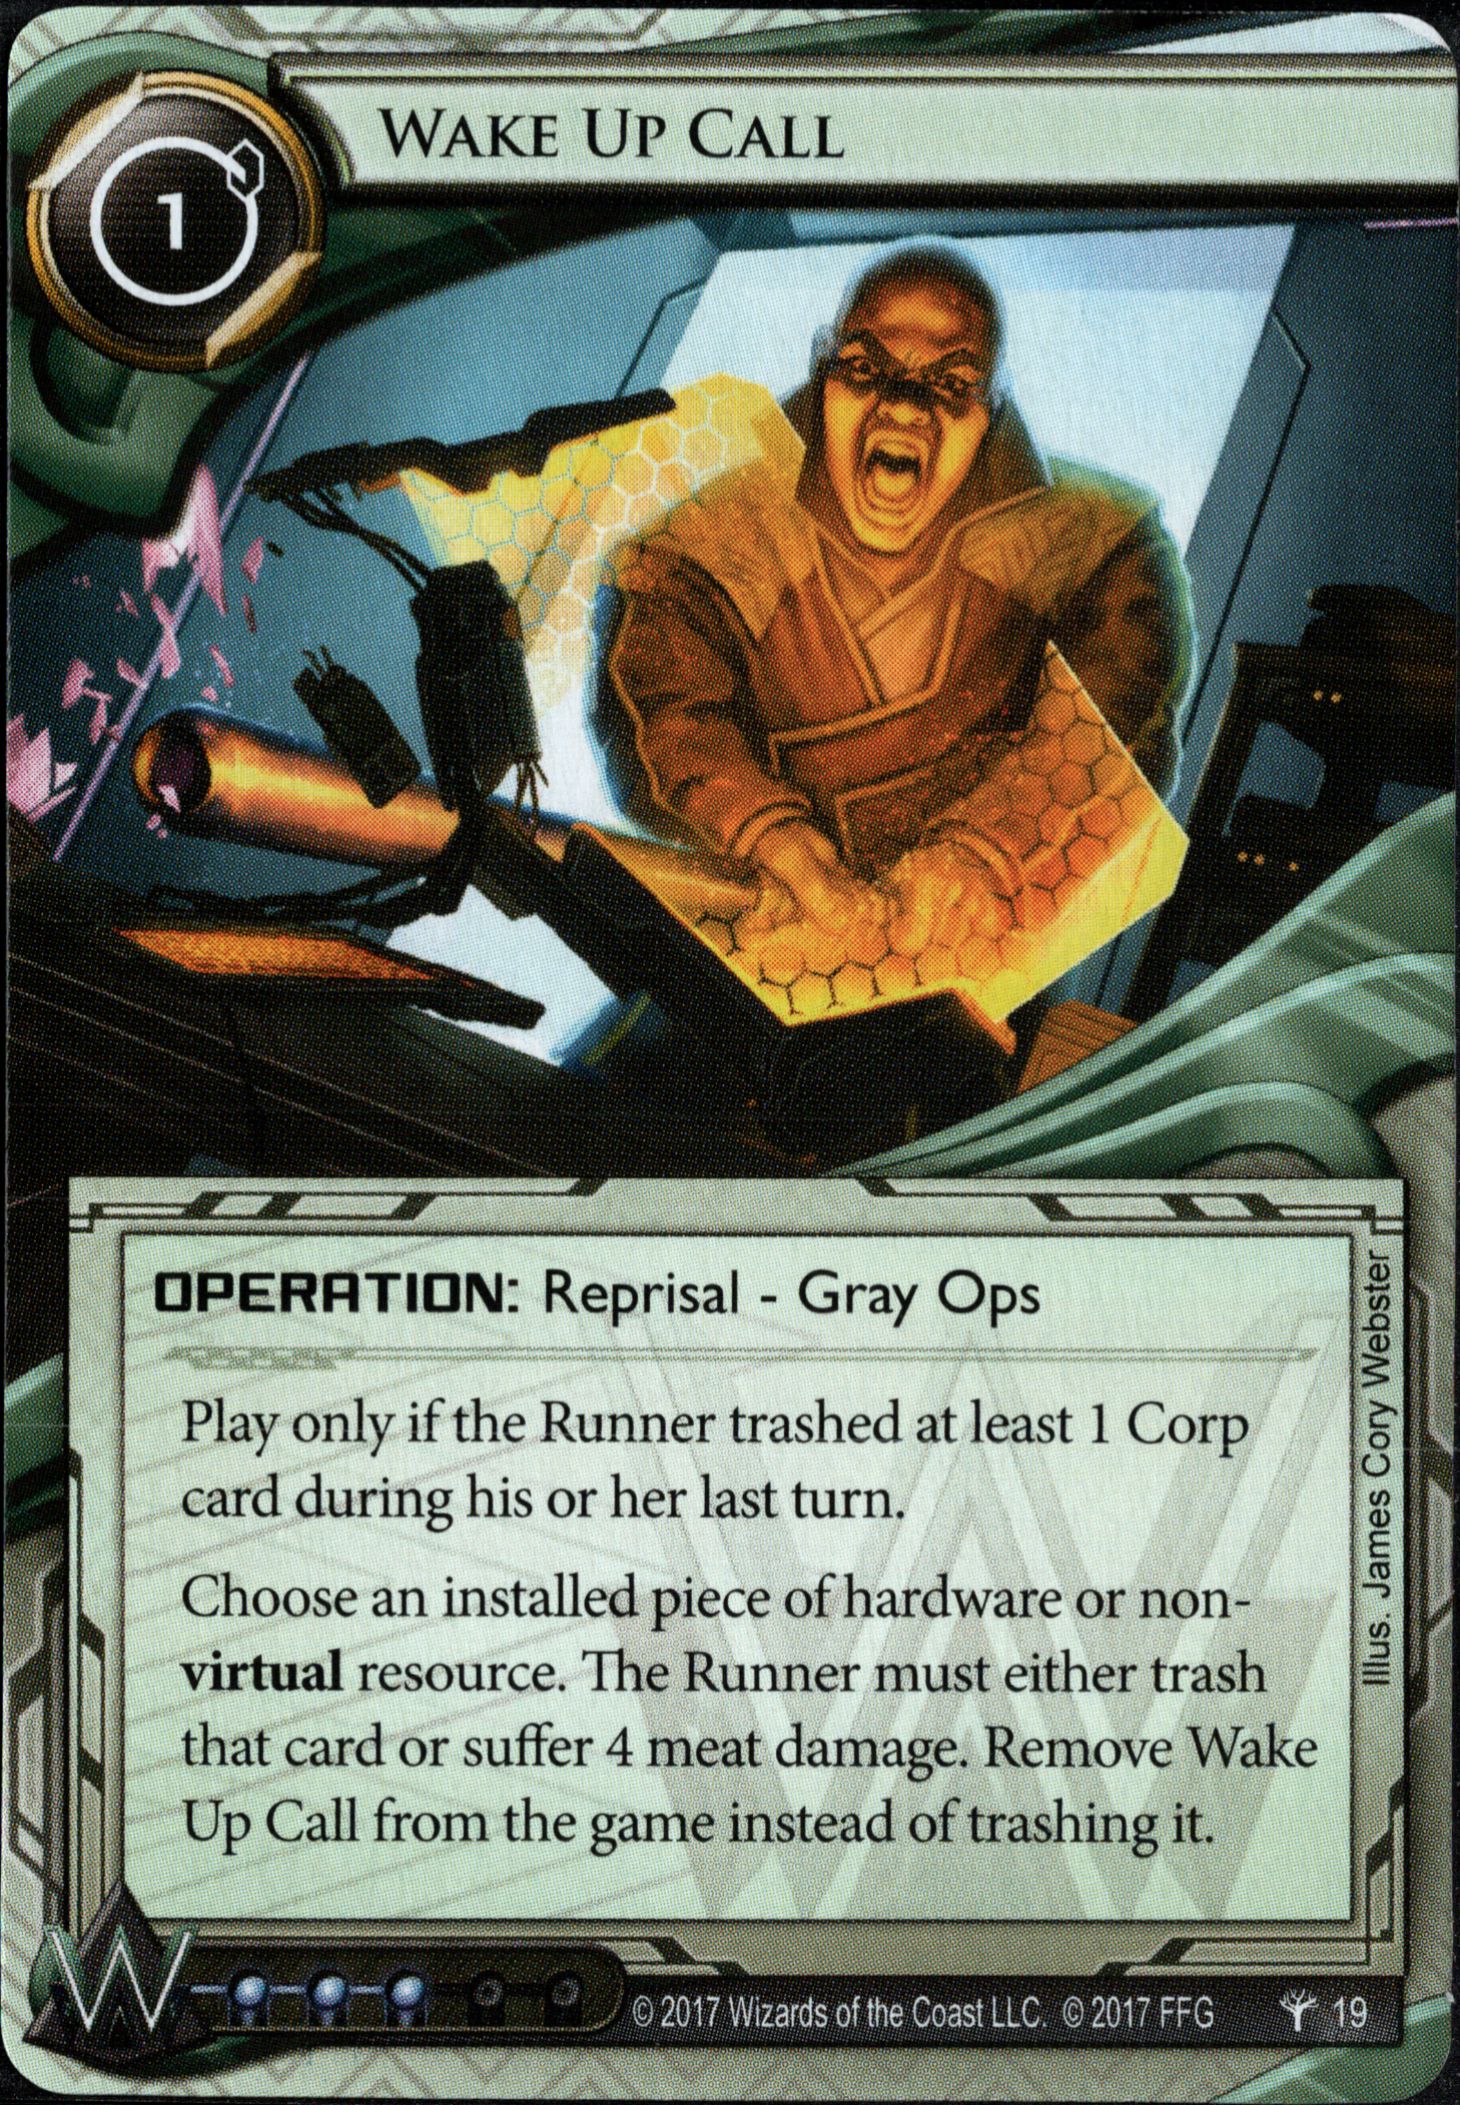 1
WAKE UP CALL
OPERATION: Reprisal - Gray Ops
Play only if the Runner trashed at least 1 Corp
card during his or her last turn.
Choose an installed piece of hardware or non-
virtual resource. The Runner must either trash
that card or suffer 4 meat damage. Remove Wake
Up Call from the game instead of trashing it.
Illus. James Cory Webster
W
© 2017 Wizards of the Coast LLC. © 2017 FFG
19